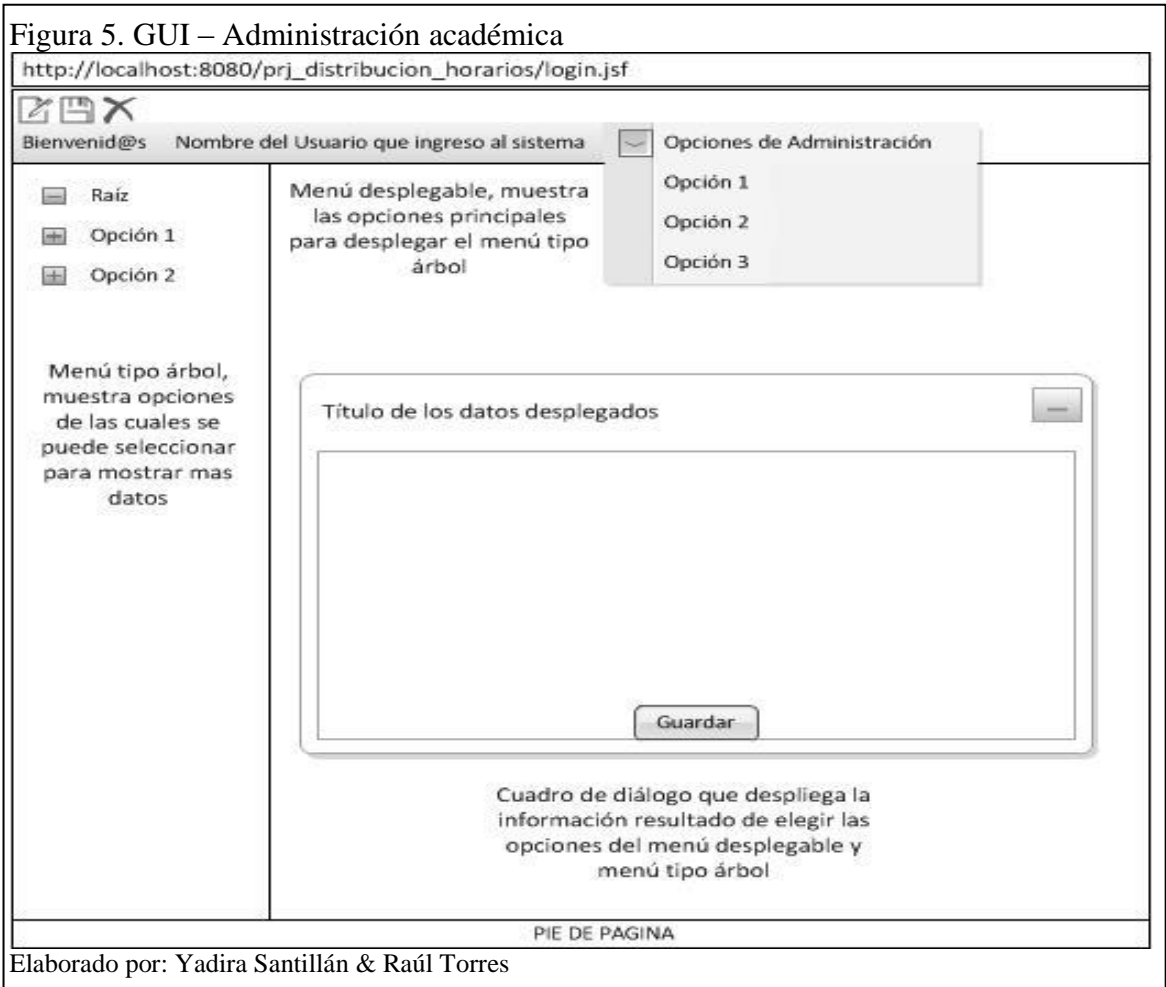 Figura 5. GUI – Administración académica
http://localhost:8080/prj_distribucion_horarios/login.jsf
Bienvenid@s Nombre del Usuario que ingreso al sistema Opciones de Administración
Opción 1
Opción 2
Opción 3
Raíz
Opción 1
Opción 2
Menú desplegable, muestra
las opciones principales
para desplegar el menú tipo
árbol
Menú tipo árbol,
muestra opciones
de las cuales se
puede seleccionar
para mostrar mas
datos
Título de los datos desplegados
Guardar
Cuadro de diálogo que despliega la
información resultado de elegir las
opciones del menú desplegable y
menú tipo árbol
PIE DE PAGINA
Elaborado por: Yadira Santillán & Raúl Torres